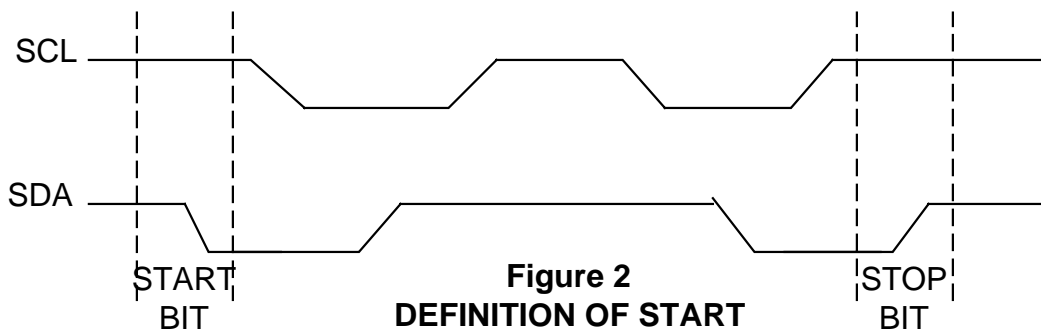 SCL
SDA
START
BIT
Figure 2
DEFINITION OF START
STOP
BIT